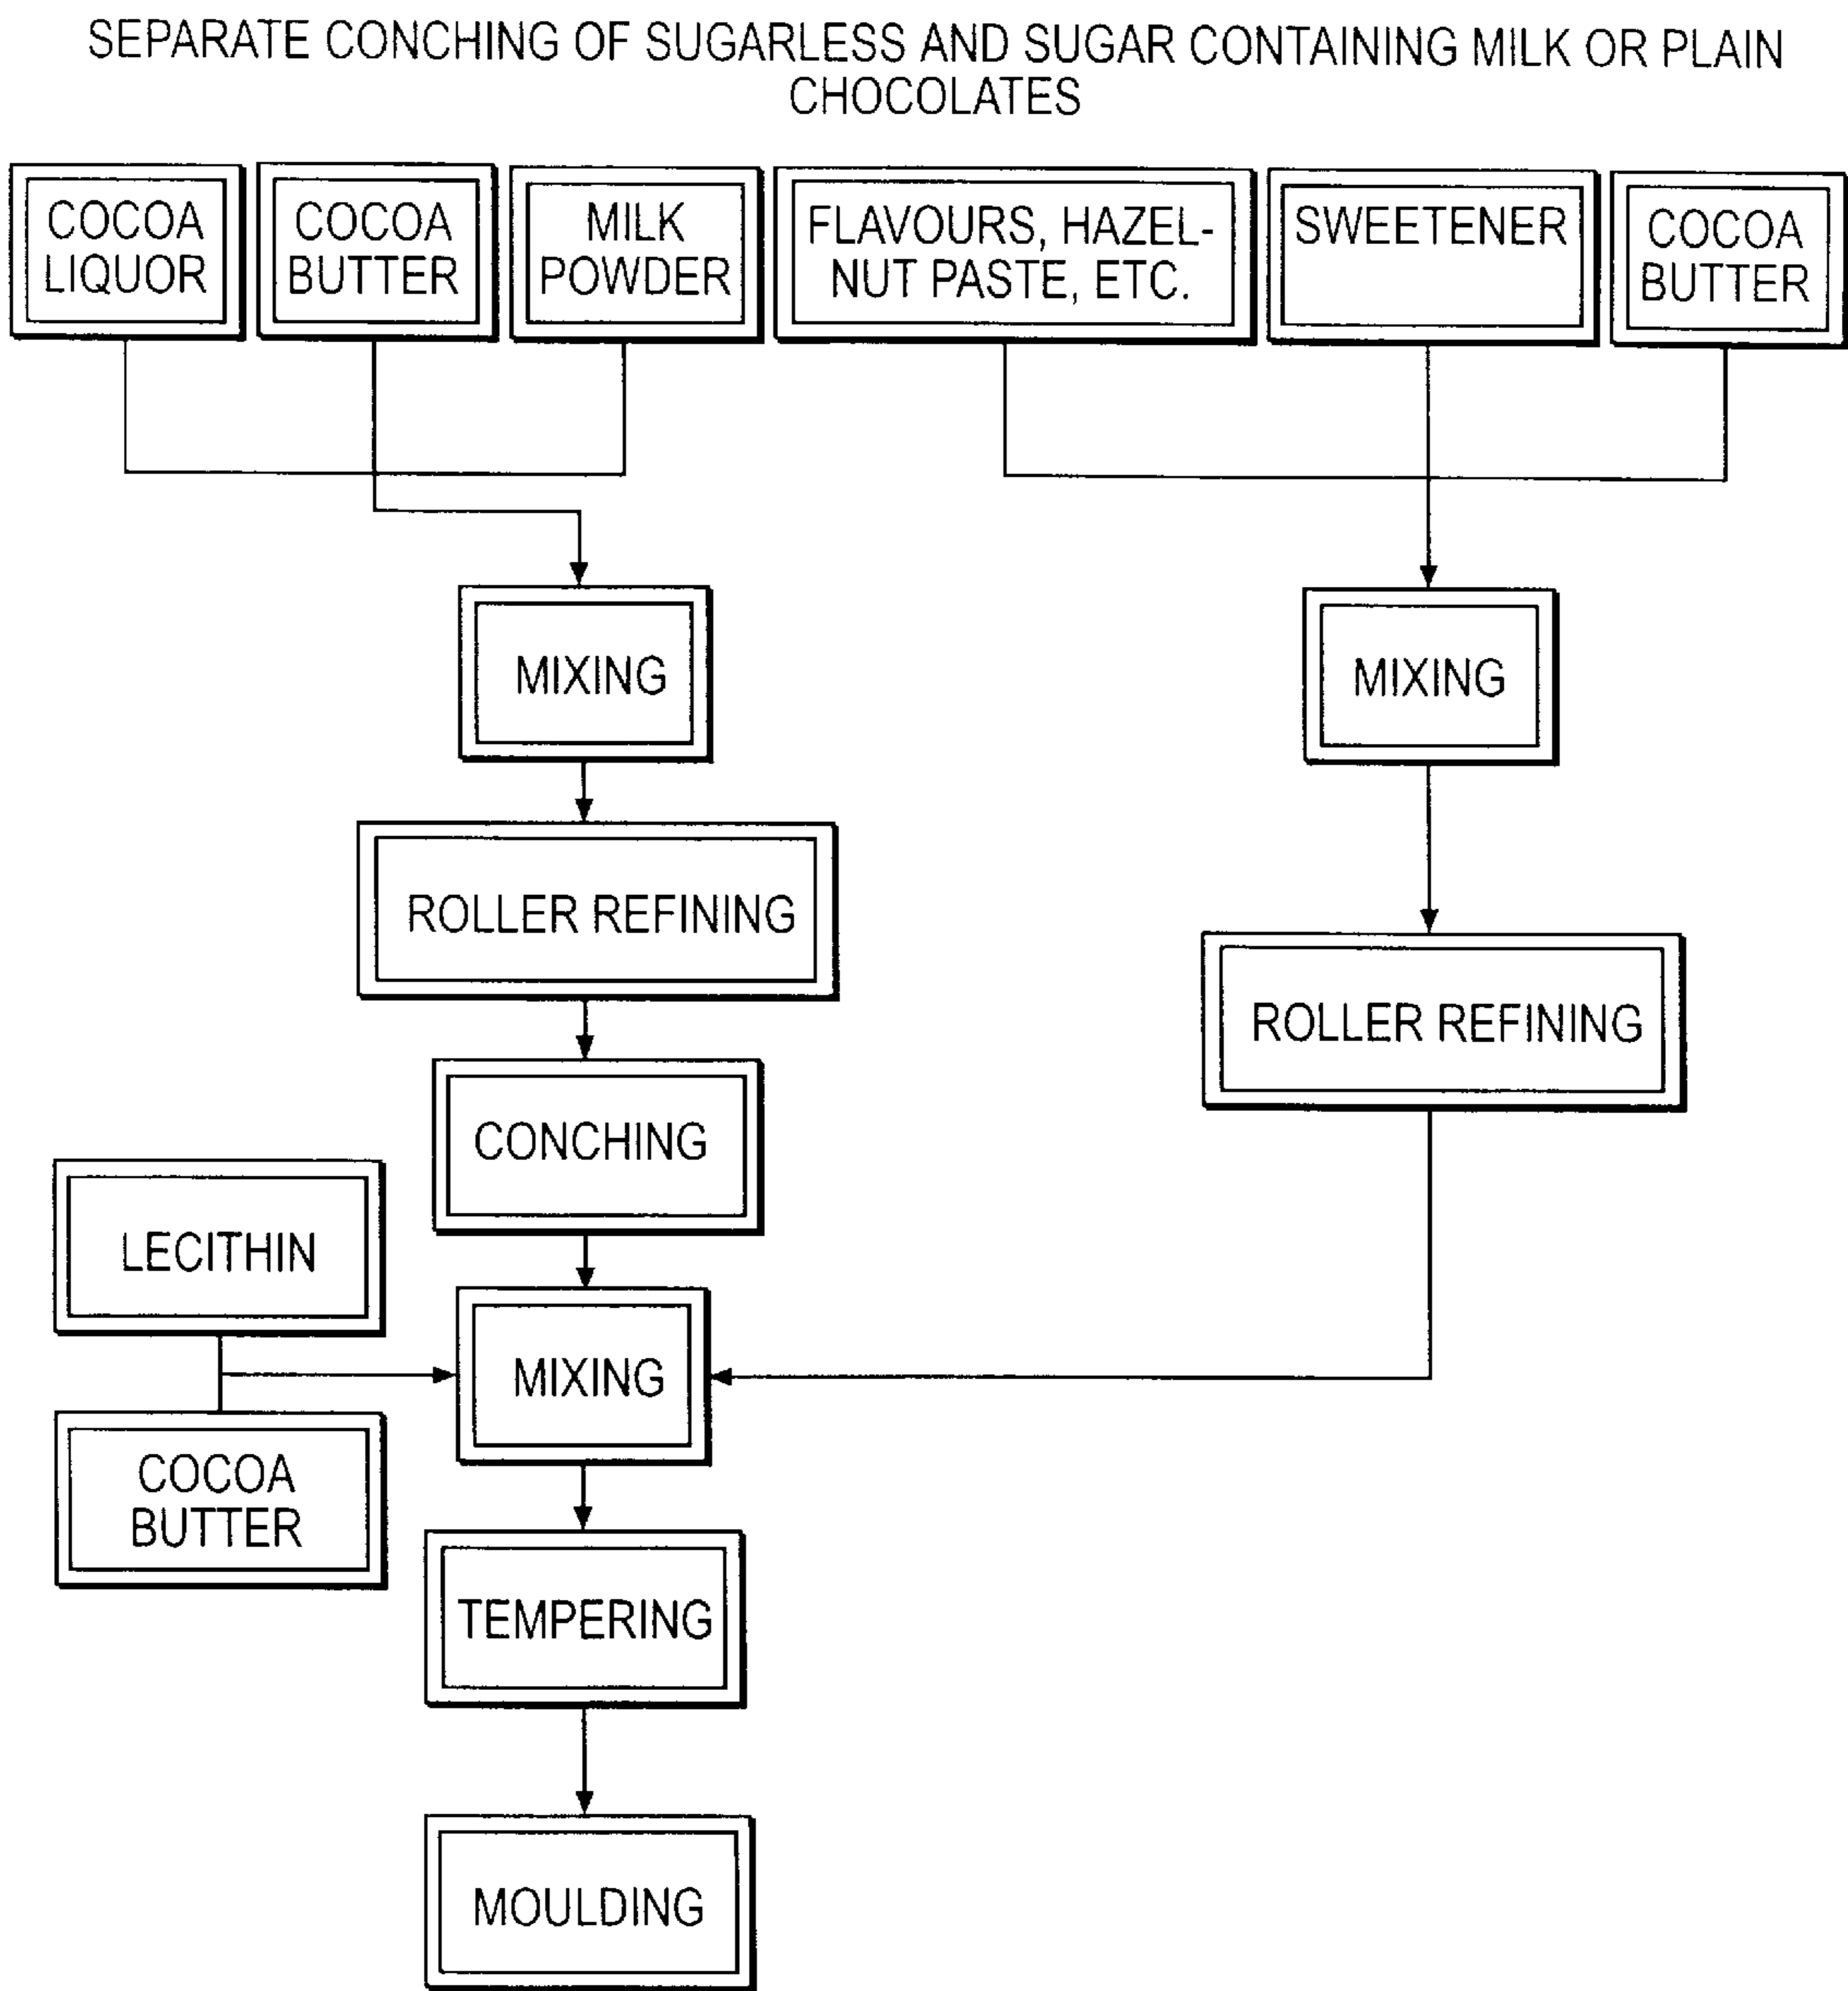 SEPARATE CONCHING OF SUGARLESS AND SUGAR CONTAINING MILK OR PLAIN
CHOCOLATES
COCOA
LIQUOR
COCOA
BUTTER
MILK
POWDER
FLAVOURS, HAZEL-
NUT PASTE, ETC.
SWEETENER
COCOA
BUTTER
MIXING
MIXING
ROLLER REFINING
ROLLER REFINING
CONCHING
LECITHIN
MIXING
COCOA
BUTTER
TEMPERING
MOULDING